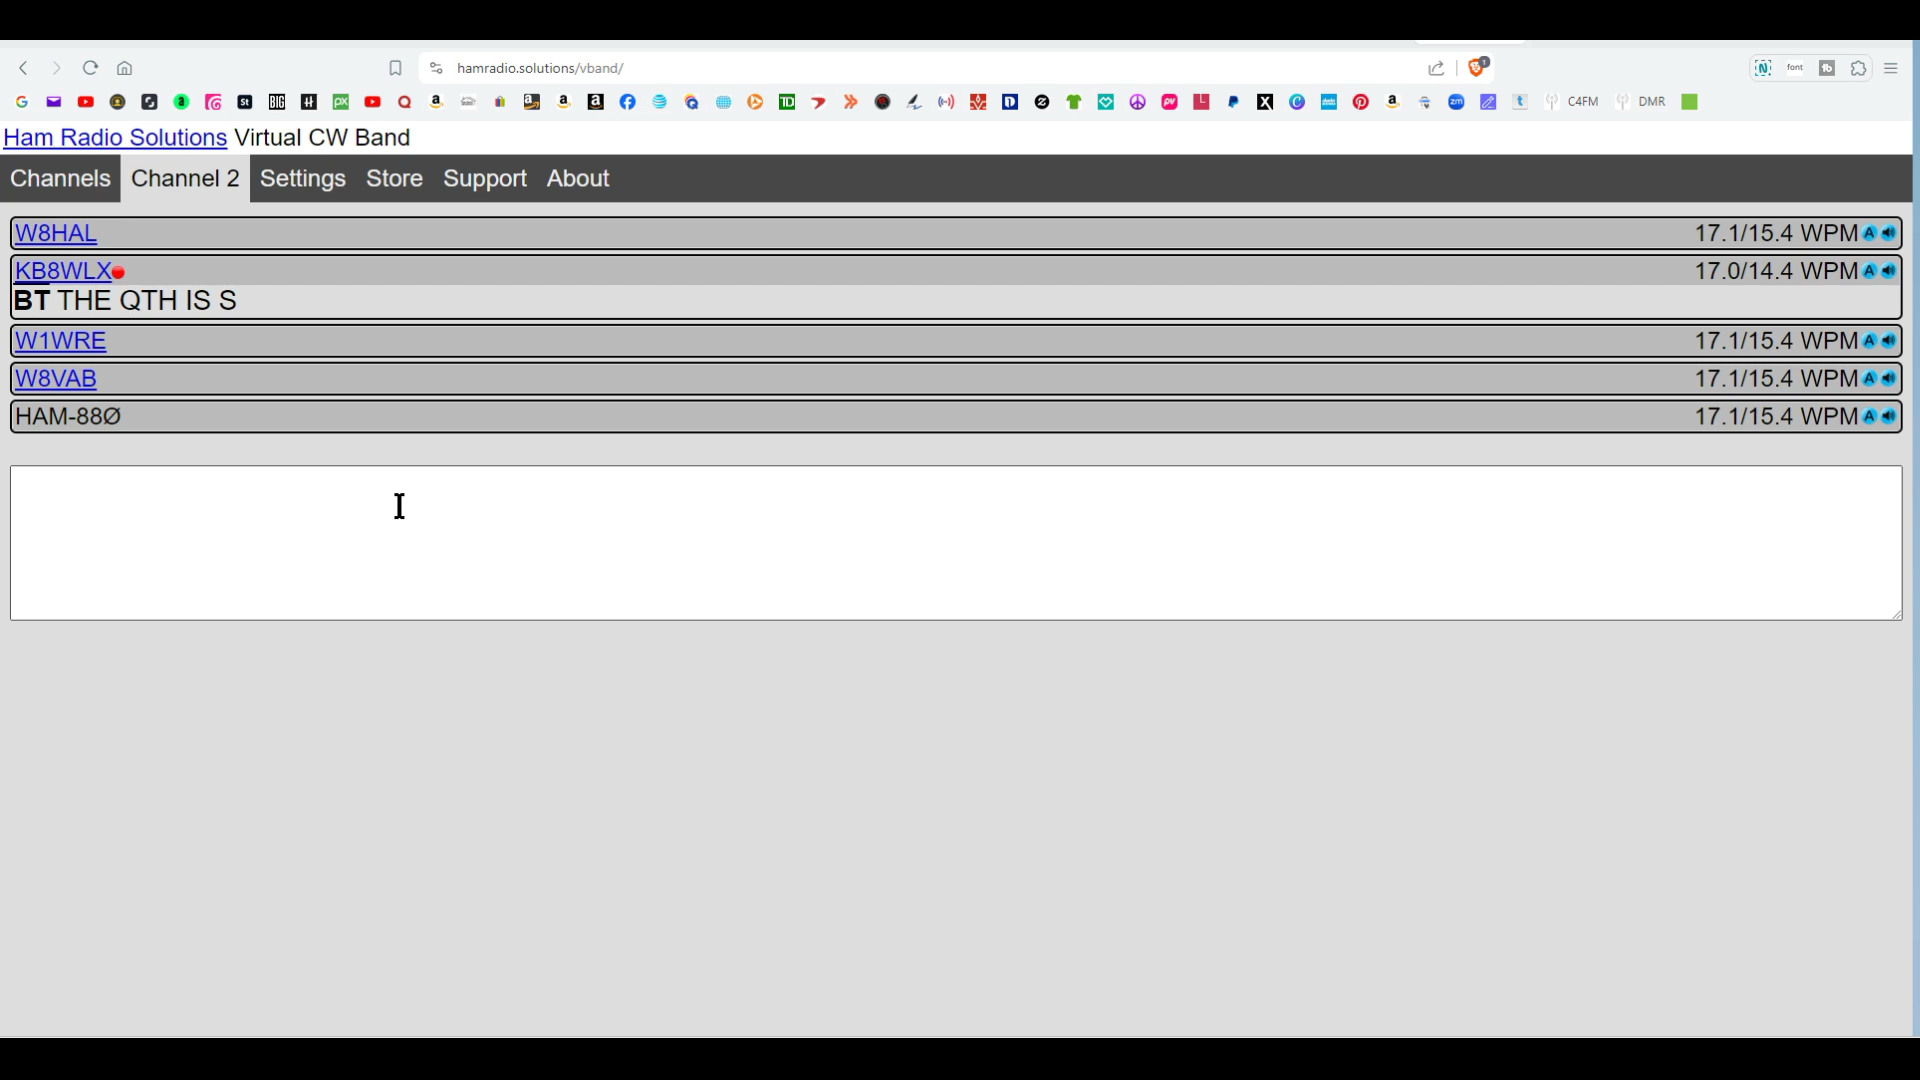 hamradio.solutions/vband/
font
C4FM DMR
Ham Radio Solutions Virtual CW Band
Channels Channel 2 Settings Store Support About
W8HAL 17.1/15.4 WPM A
KB8WLX 17.0/14.4 WPM A
BT THE QTH IS S
W1WRE 17.1/15.4 WPM A
W8VAB 17.1/15.4 WPM A
HAM-88Ø 17.1/15.4 WPM A